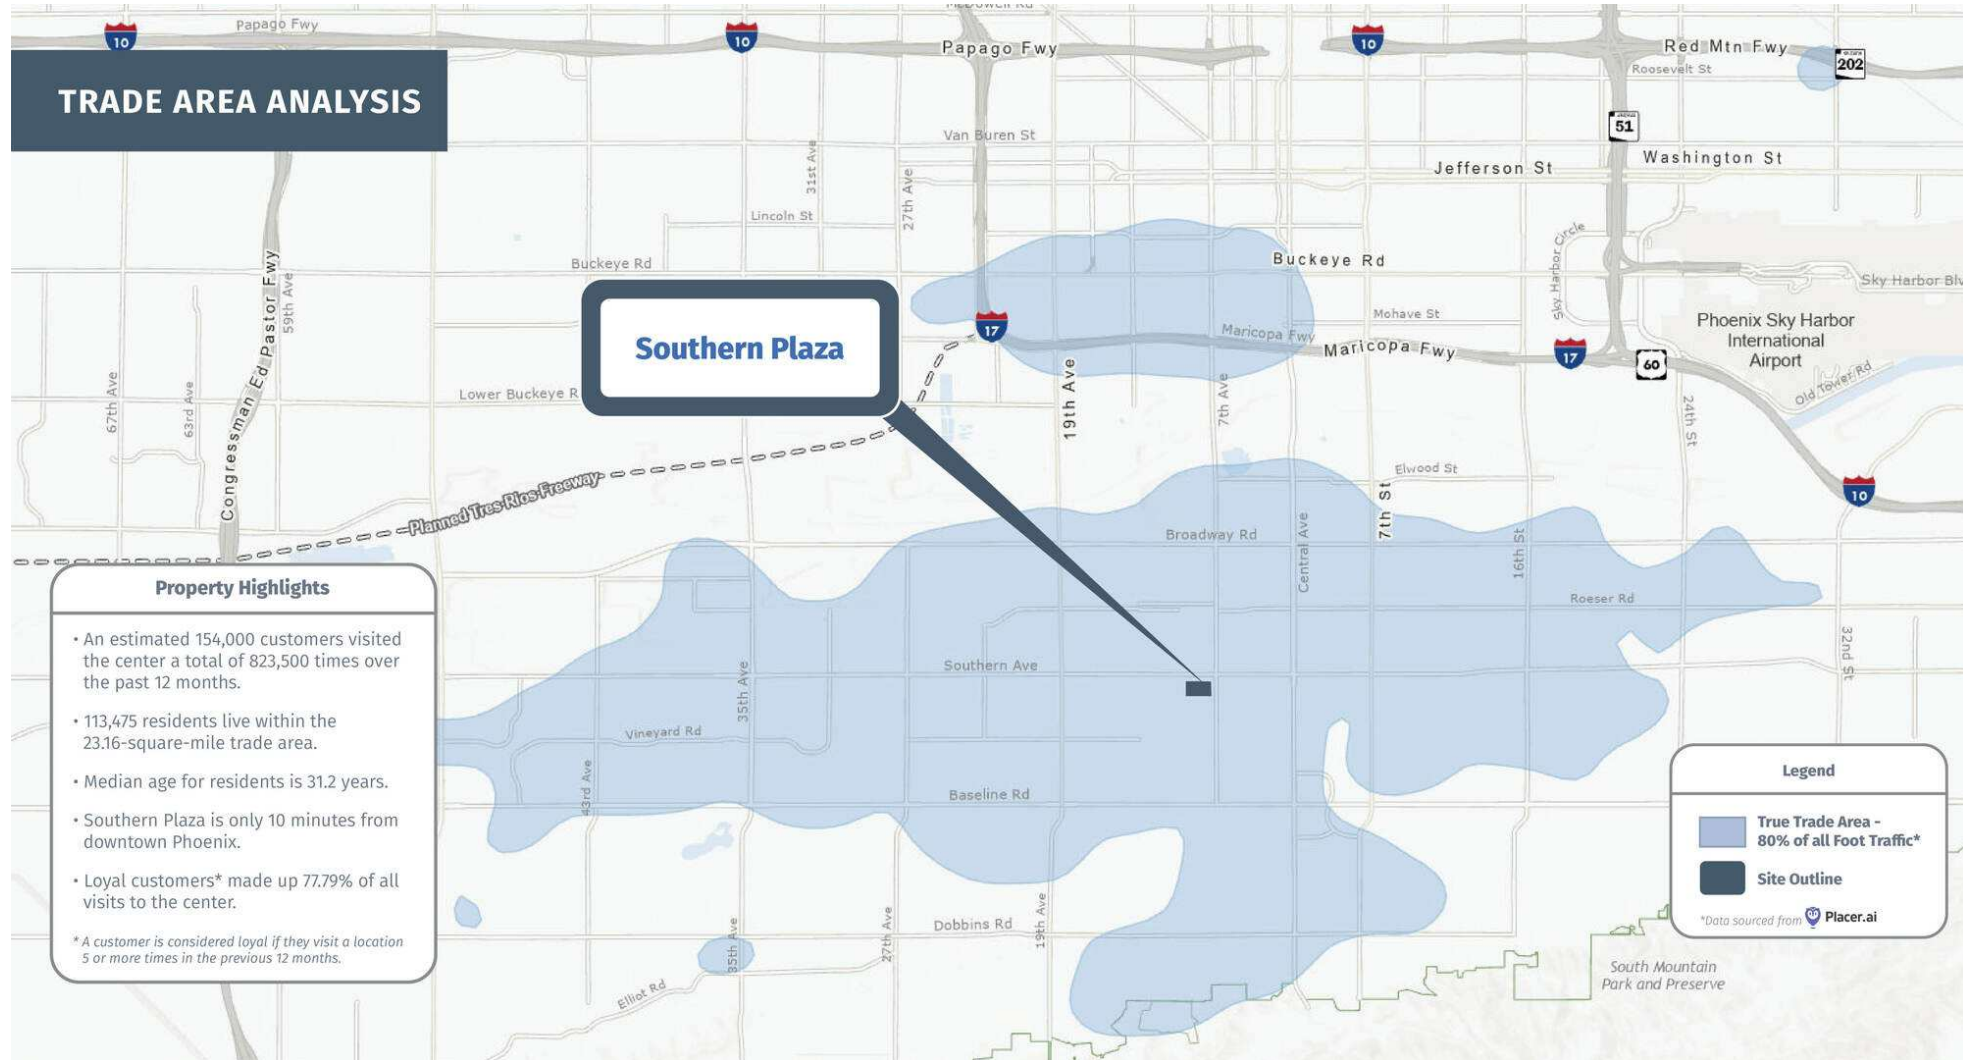 McDowell Rd
Papago Fwy
10
10
Papago Fwy
10
Red Mtn Fwy
202
Roosevelt St
TRADE AREA ANALYSIS
51
Van Buren St
Washington St
Jefferson St
31st Ave
27th Ave
Lincoln St
Sky Harbor Circle
Buckeye Rd
Buckeye Rd
Sky Harbor Blv
Congressman Ed Pastor Fwy
59th Ave
Southern Plaza
17
Mohave St
Maricopa Fwy
Maricopa Fwy
17
60
Phoenix Sky Harbor
International
Airport
Old Tower Rd
67th Ave
63rd Ave
Lower Buckeye R
19th Ave
7th Ave
24th St
Elwood St
7th St
10
Planned Tres Rios Freeway
Broadway Rd
Central Ave
16th St
Roeser Rd
32nd St
Southern Ave
35th Ave
Vineyard Rd
43rd Ave
Baseline Rd
19th Ave
Dobbins Rd
27th Ave
35th Ave
Elliot Rd
South Mountain
Park and Preserve
Property Highlights
• An estimated 154,000 customers visited
the center a total of 823,500 times over
the past 12 months.
• 113,475 residents live within the
23.16-square-mile trade area.
• Median age for residents is 31.2 years.
• Southern Plaza is only 10 minutes from
downtown Phoenix.
• Loyal customers* made up 77.79% of all
visits to the center.
* A customer is considered loyal if they visit a location
5 or more times in the previous 12 months.
Legend
True Trade Area -
80% of all Foot Traffic*
Site Outline
*Data sourced from Placer.ai